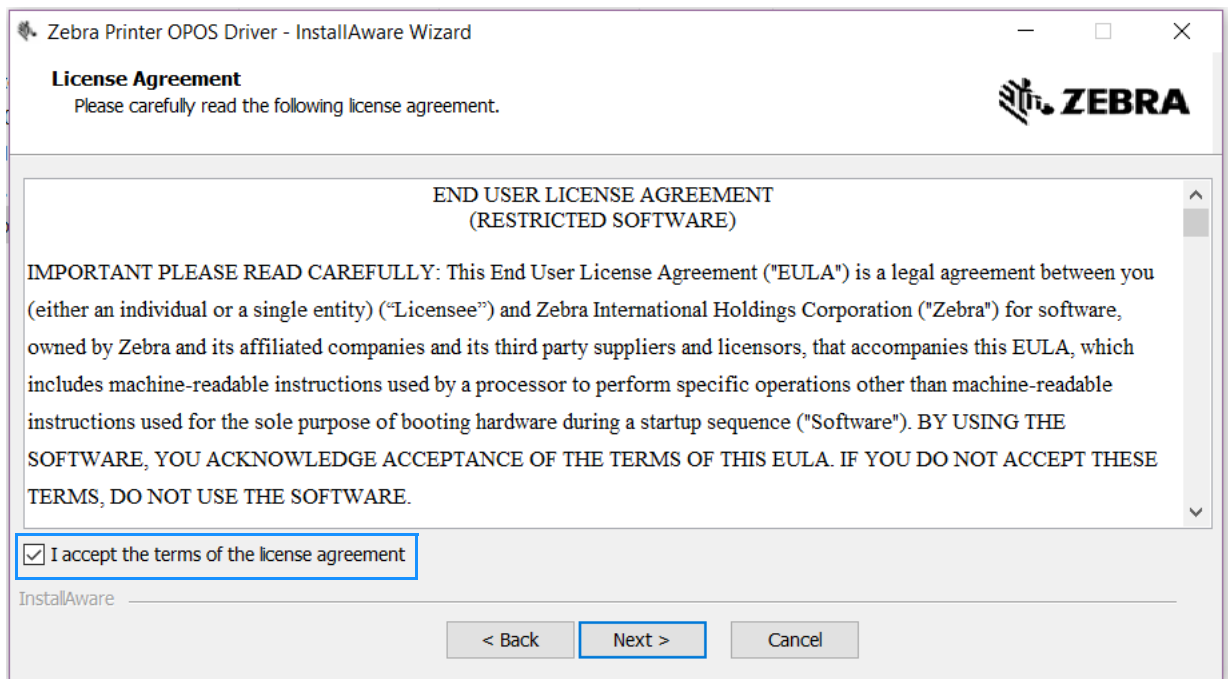 Zebra Printer OPOS Driver - InstallAware Wizard
License Agreement
Please carefully read the following license agreement.
ZEBRA
END USER LICENSE AGREEMENT
(RESTRICTED SOFTWARE)
IMPORTANT PLEASE READ CAREFULLY: This End User License Agreement ("EULA") is a legal agreement between you
(either an individual or a single entity) (“Licensee”) and Zebra International Holdings Corporation ("Zebra") for software,
owned by Zebra and its affiliated companies and its third party suppliers and licensors, that accompanies this EULA, which
includes machine-readable instructions used by a processor to perform specific operations other than machine-readable
instructions used for the sole purpose of booting hardware during a startup sequence ("Software"). BY USING THE
SOFTWARE, YOU ACKNOWLEDGE ACCEPTANCE OF THE TERMS OF THIS EULA. IF YOU DO NOT ACCEPT THESE
TERMS, DO NOT USE THE SOFTWARE.
I accept the terms of the license agreement
InstallAware
< Back
Next >
Cancel